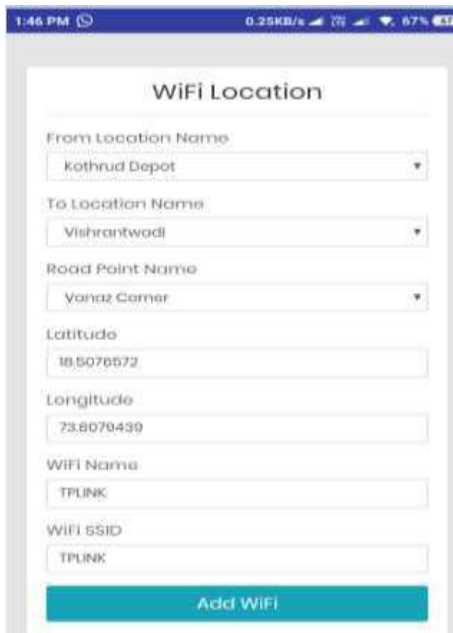 1:46 PM 0.25KB/s 67%
WiFi Location
From Location Name
Kothrud Depot
To Location Name
Vishrantwadi
Road Point Name
Vanaz Corner
Latitude
18.5076572
Longitude
73.8079439
WiFi Name
TPLINK
WiFi SSID
TPLINK
Add WiFi